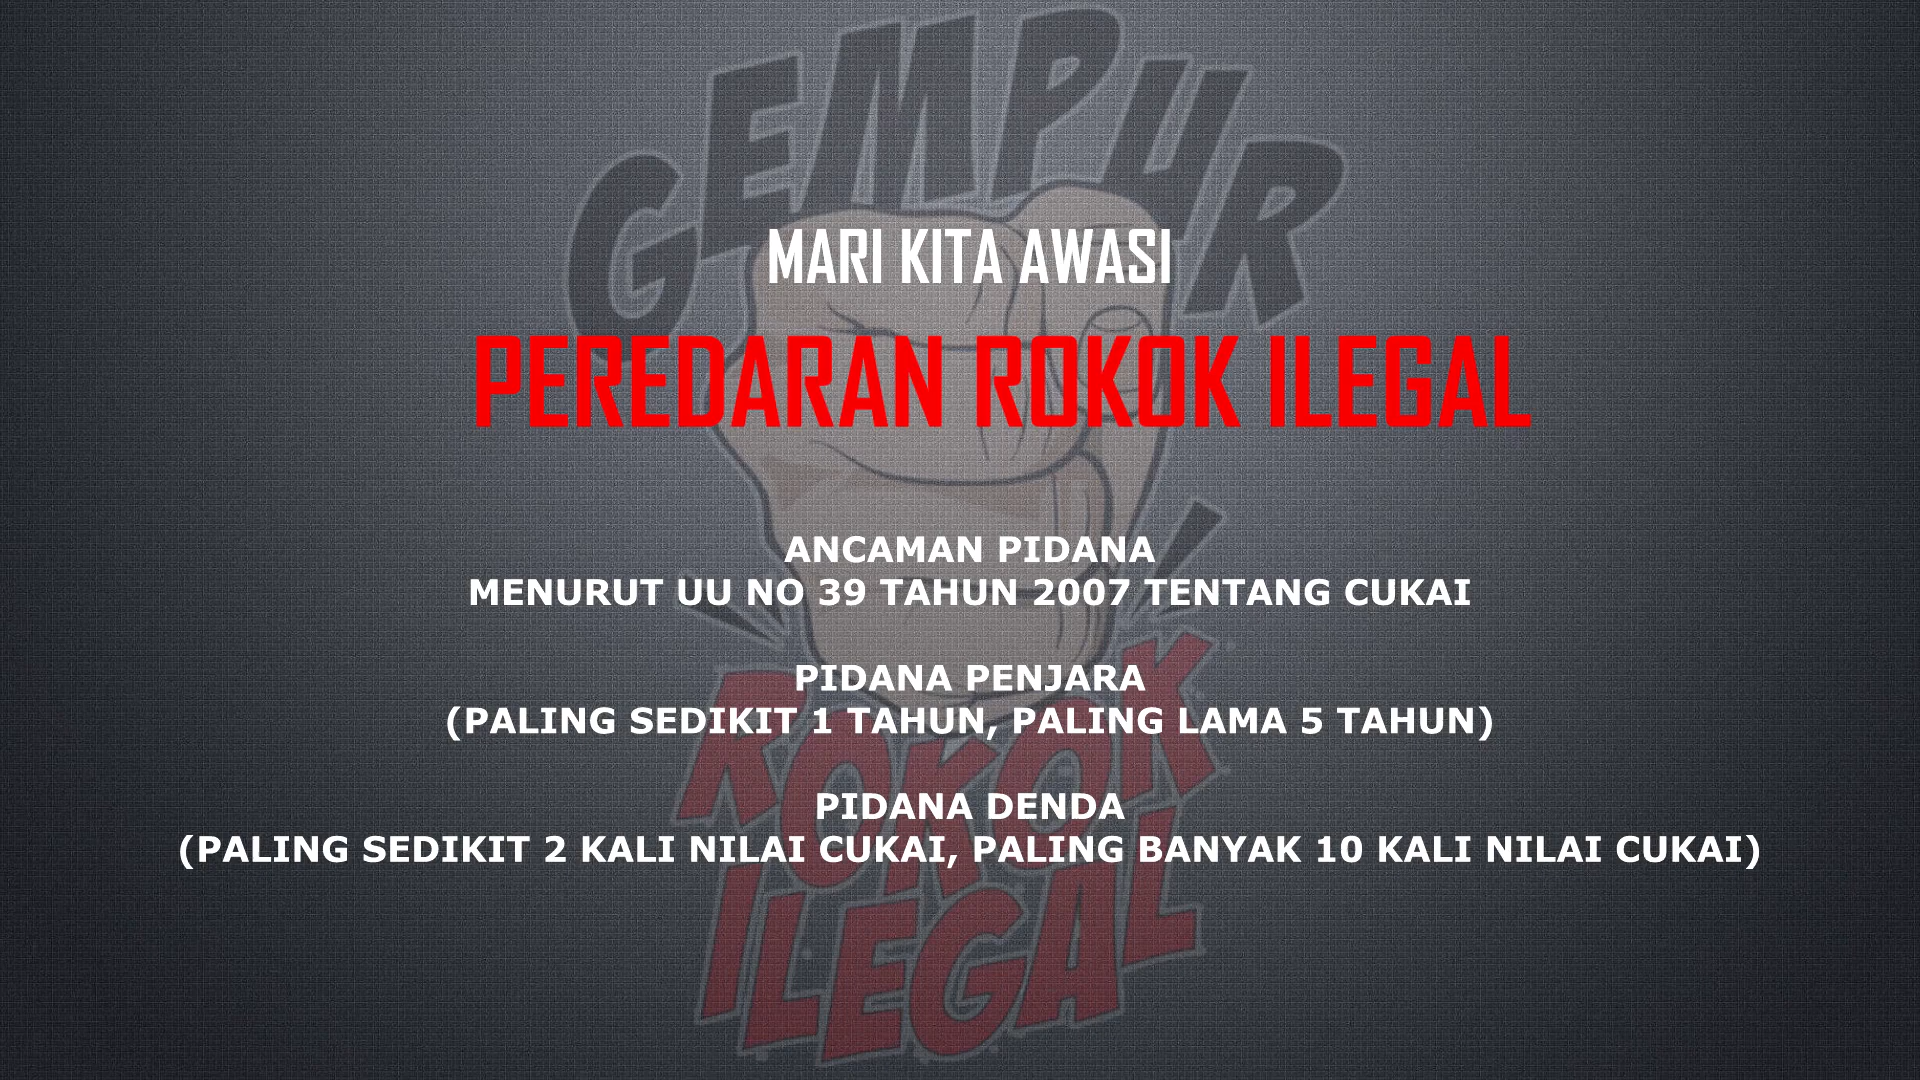 GEMPUR
MARI KITA AWASI
PEREDARAN ROKOK ILEGAL
ANCAMAN PIDANA
MENURUT UU NO 39 TAHUN 2007 TENTANG CUKAI
PIDANA PENJARA
(PALING SEDIKIT 1 TAHUN, PALING LAMA 5 TAHUN)
PIDANA DENDA
(PALING SEDIKIT 2 KALI NILAI CUKAI, PALING BANYAK 10 KALI NILAI CUKAI)
ROKOK
ILEGAL